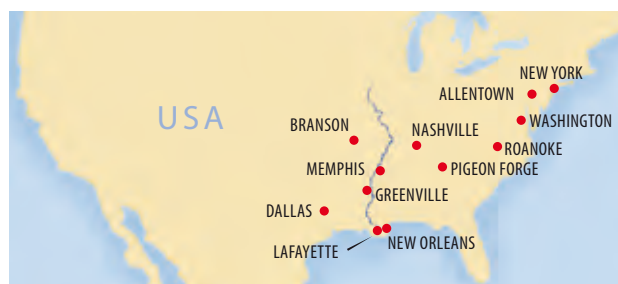 NEW YORK
ALLENTOWN
USA
WASHINGTON
BRANSON
NASHVILLE
ROANOKE
MEMPHIS
PIGEON FORGE
GREENVILLE
DALLAS
NEW ORLEANS
LAFAYETTE